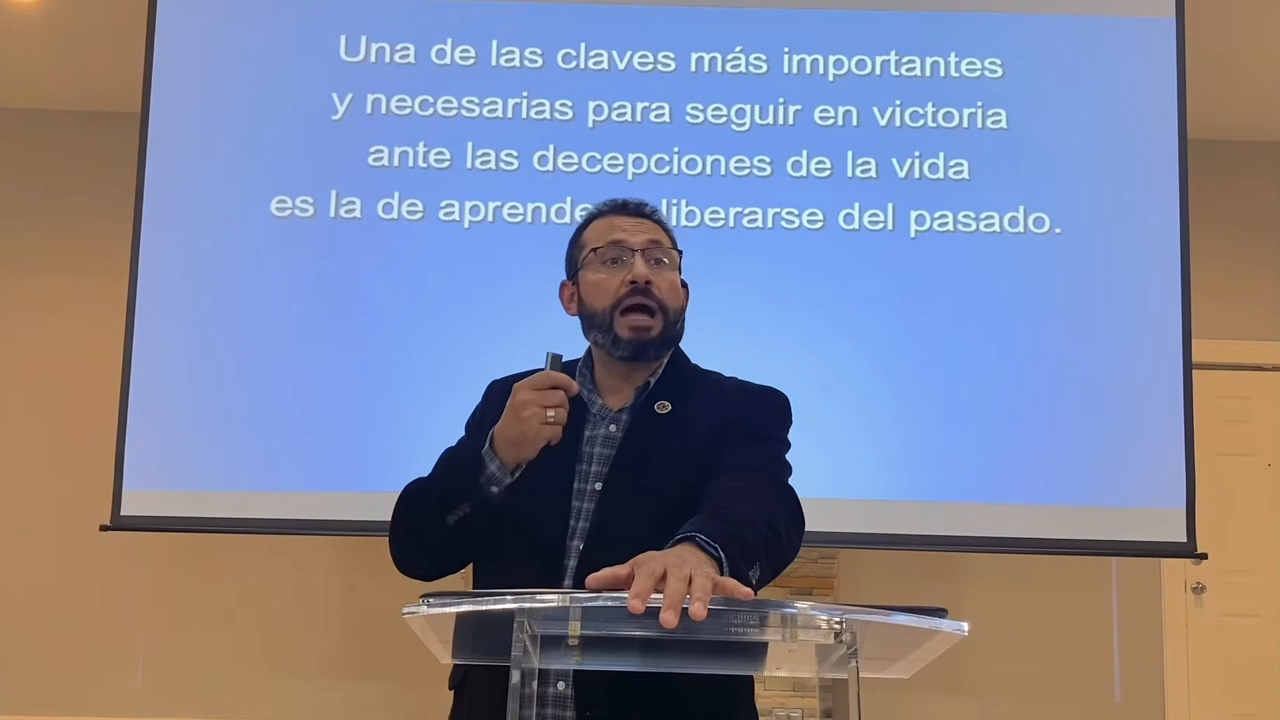 Una de las claves más importantes
y necesarias para seguir en victoria
ante las decepciones de la vida
es la de aprende liberarse del pasado.